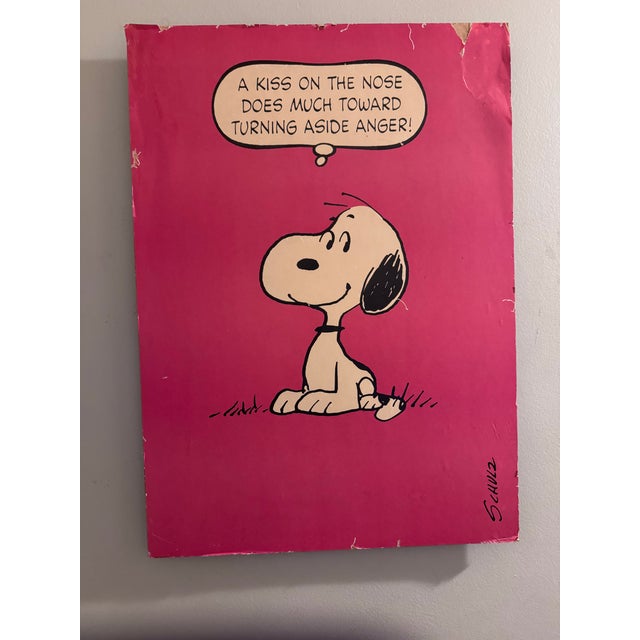 A KISS ON THE NOSE
DOES MUCH TOWARD
TURNING ASIDE ANGER!
SCHULZ